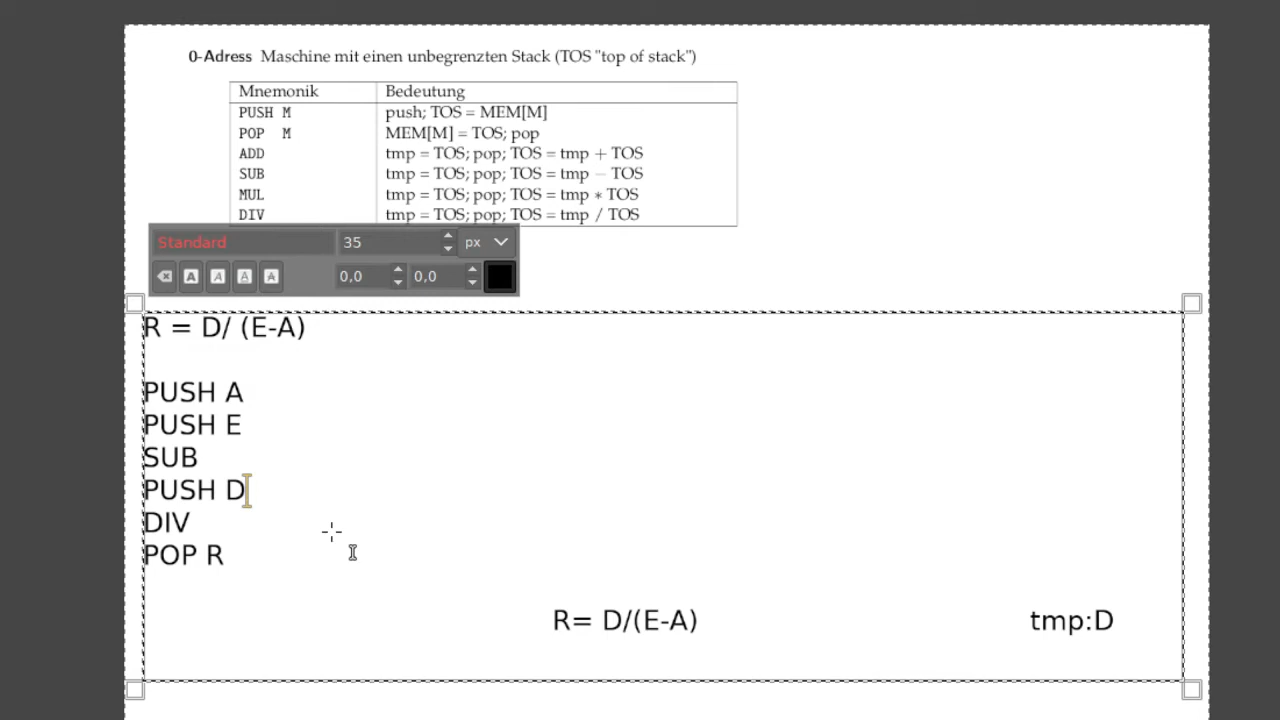 0-Adress Maschine mit einen unbegrenzten Stack (TOS "top of stack")
Mnemonik Bedeutung
PUSH M push; TOS = MEM[M]
POP M MEM[M] = TOS; pop
ADD tmp = TOS; pop; TOS = tmp + TOS
SUB tmp = TOS; pop; TOS = tmp − TOS
MUL tmp = TOS; pop; TOS = tmp * TOS
DIV tmp = TOS; pop; TOS = tmp / TOS
Standard 35 px
0,0 0,0
R = D/ (E-A)
PUSH A
PUSH E
SUB
PUSH D
DIV
POP R
R= D/(E-A) tmp:D